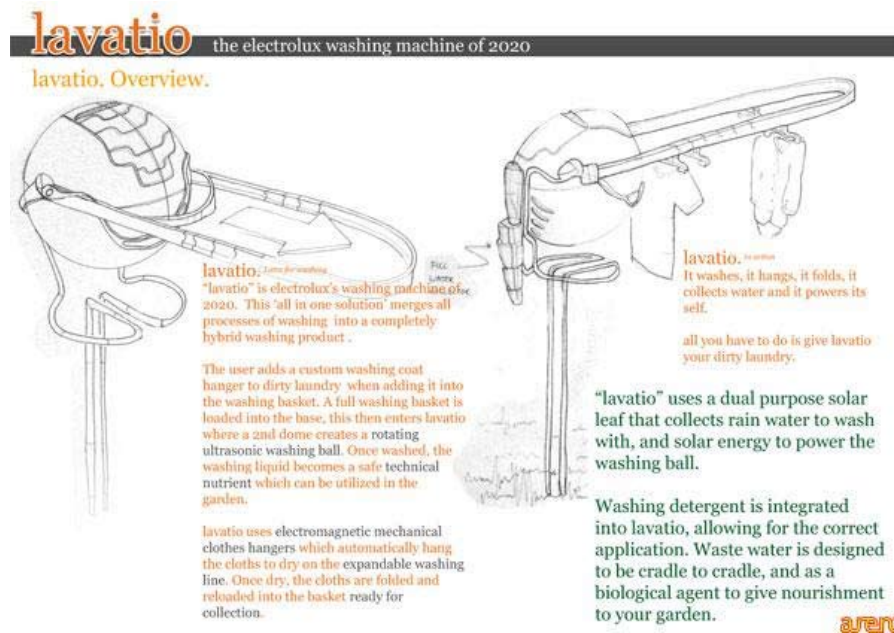 lavatio
the electrolux washing machine of 2020
lavatio. Overview.
lavatio. Latin for washing
"lavatio" is electrolux's washing machine of
2020. This 'all in one solution' merges all
processes of washing into a completely
hybrid washing product .
The user adds a custom washing coat
hanger to dirty laundry when adding it into
the washing basket. A full washing basket is
loaded into the base, this then enters lavatio
where a 2nd dome creates a rotating
ultrasonic washing ball. Once washed, the
washing liquid becomes a safe technical
nutrient which can be utilized in the
garden.
lavatio uses electromagnetic mechanical
clothes hangers which automatically hang
the cloths to dry on the expandable washing
line. Once dry, the cloths are folded and
reloaded into the basket ready for
collection.
lavatio. in action
It washes, it hangs, it folds, it
collects water and it powers its
self.
all you have to do is give lavatio
your dirty laundry.
"lavatio" uses a dual purpose solar
leaf that collects rain water to wash
with, and solar energy to power the
washing ball.
Washing detergent is integrated
into lavatio, allowing for the correct
application. Waste water is designed
to be cradle to cradle, and as a
biological agent to give nourishment
to your garden.